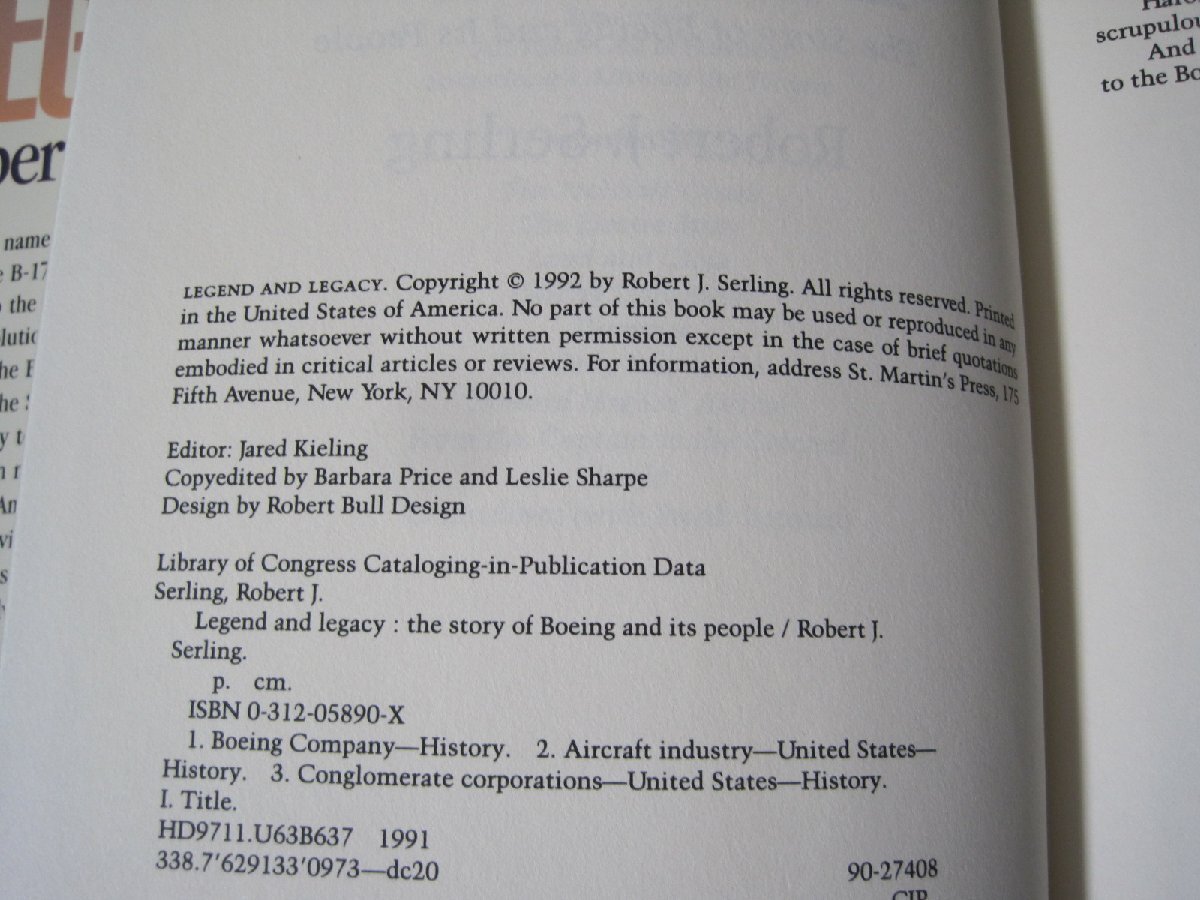 ber
name
B-17
the
LEGEND AND LEGACY. Copyright © 1992 by Robert J. Serling. All rights reserved. Printed
in the United States of America. No part of this book may be used or reproduced in any
manner whatsoever without written permission except in the case of brief quotations
embodied in critical articles or reviews. For information, address St. Martin's Press, 175
Fifth Avenue, New York, NY 10010.
Editor: Jared Kieling
Copyedited by Barbara Price and Leslie Sharpe
Design by Robert Bull Design
Library of Congress Cataloging-in-Publication Data
Serling, Robert J.
Legend and legacy : the story of Boeing and its people / Robert J.
Serling.
p. cm.
ISBN 0-312-05890-X
1. Boeing Company—History. 2. Aircraft industry—United States—
History. 3. Conglomerate corporations—United States—History.
I. Title.
HD9711.U63B637 1991
338.7'629133'0973—dc20 90-27408
CIP
scrupulou
And
to the Bo